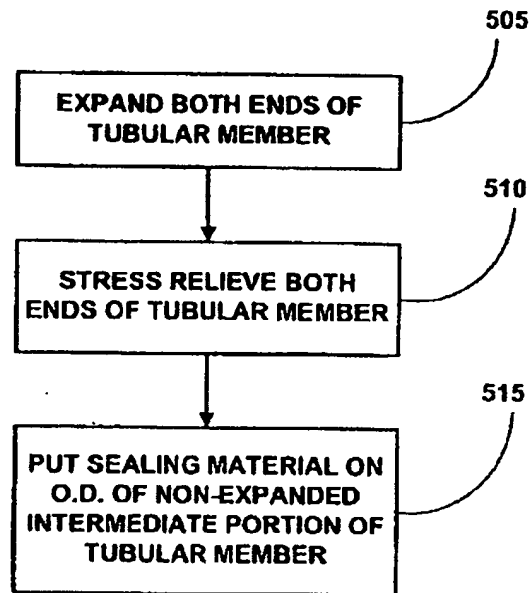 505
EXPAND BOTH ENDS OF
TUBULAR MEMBER
510
STRESS RELIEVE BOTH
ENDS OF TUBULAR MEMBER
515
PUT SEALING MATERIAL ON
O.D. OF NON-EXPANDED
INTERMEDIATE PORTION OF
TUBULAR MEMBER